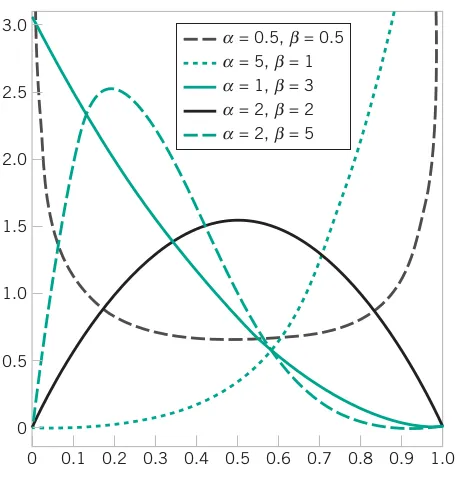 3.0
α = 0.5, β = 0.5
α = 5, β = 1
α = 1, β = 3
α = 2, β = 2
α = 2, β = 5
2.5
2.0
1.5
1.0
0.5
0
0 0.1 0.2 0.3 0.4 0.5 0.6 0.7 0.8 0.9 1.0